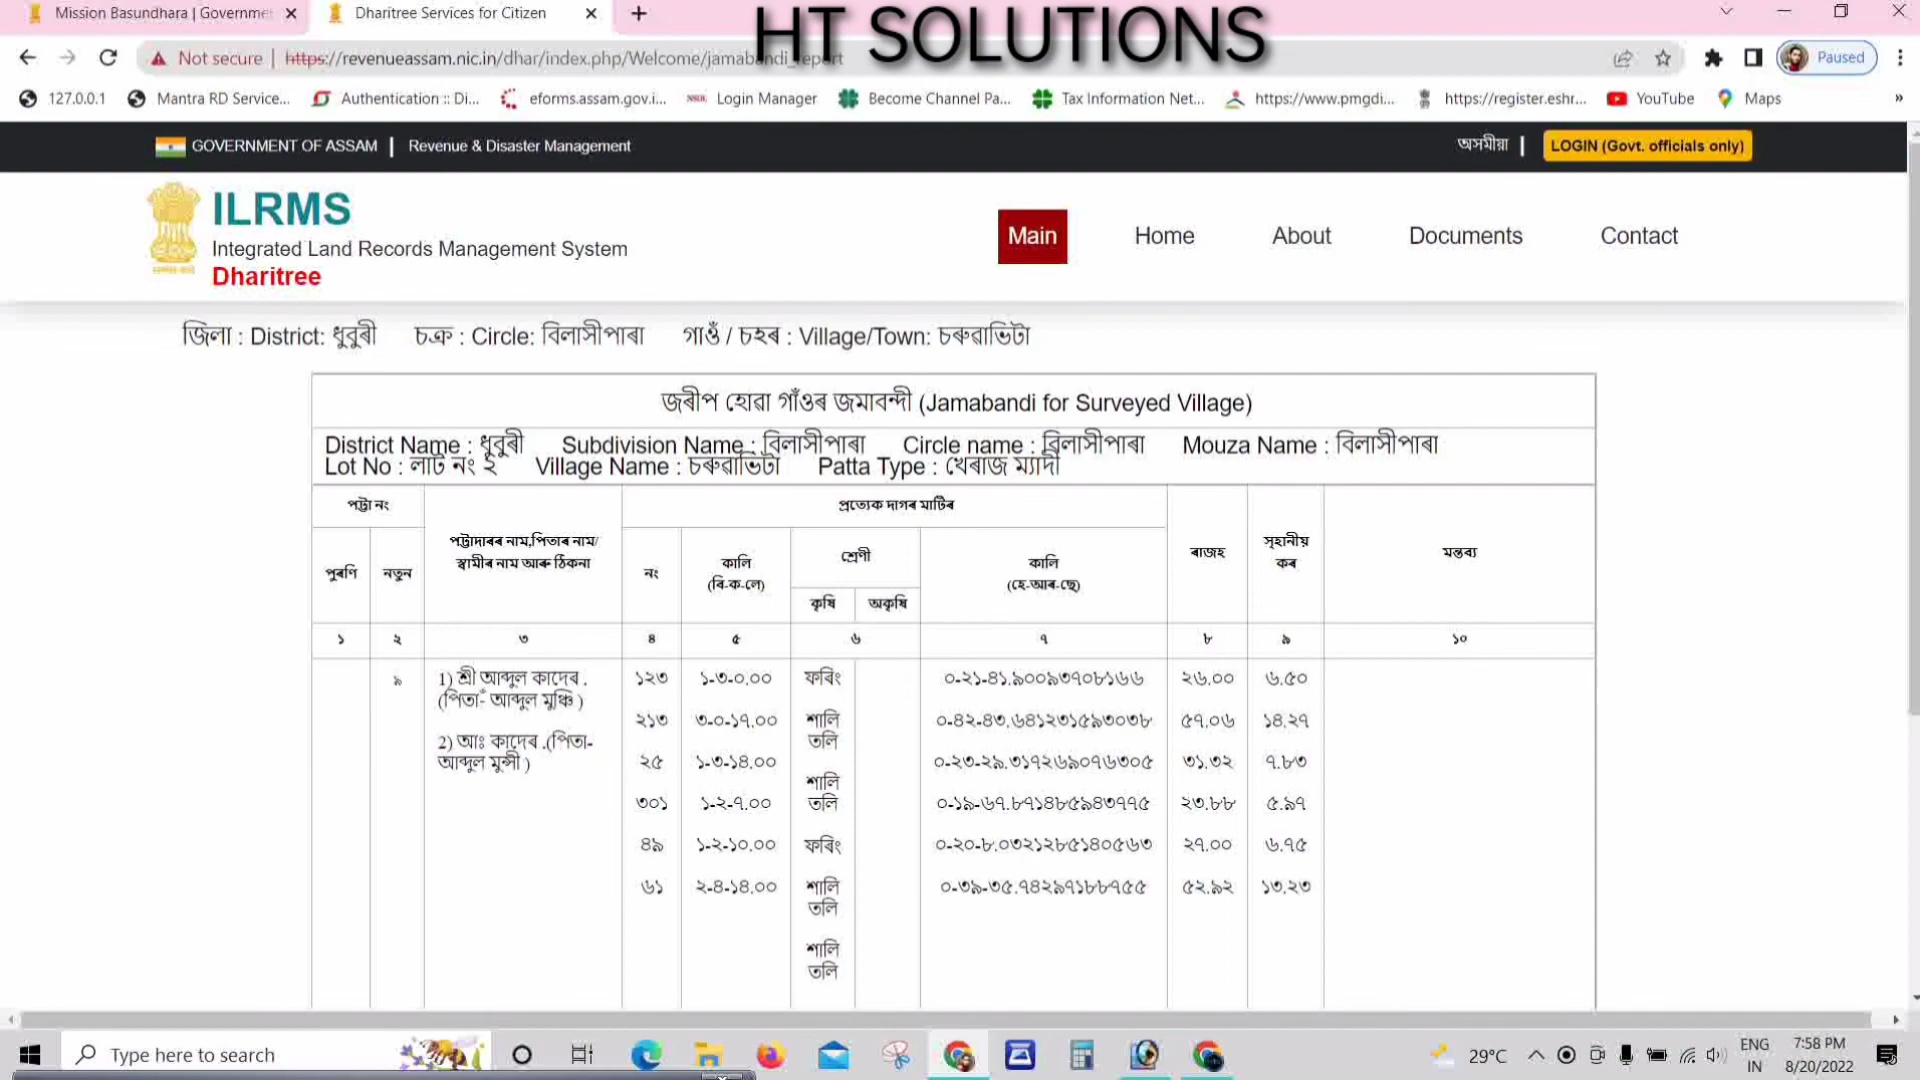 Mission Basundhara | Governme
Dharitree Services for Citizen
HT SOLUTIONS
Not secure | https://revenueassam.nic.in/dhar/index.php/Welcome/jamabandi_report
Paused
127.0.0.1
Mantra RD Service...
Authentication :: Di...
eforms.assam.gov.i...
Login Manager
Become Channel Pa...
Tax Information Net...
https://www.pmgdi...
https://register.eshr...
YouTube
Maps
GOVERNMENT OF ASSAM | Revenue & Disaster Management
অসমীয়া | LOGIN (Govt. officials only)
ILRMS
Integrated Land Records Management System
Dharitree
Main Home About Documents Contact
জিলা : District: ধুবুৰী চক্ৰ : Circle: বিলাসীপাৰা গাওঁ / চহৰ : Village/Town: চৰুৱাভিটা
জৰীপ হোৱা গাঁওৰ জমাবন্দী (Jamabandi for Surveyed Village)
District Name : ধুবুৰী Subdivision Name : বিলাসীপাৰা Circle name : বিলাসীপাৰা Mouza Name : বিলাসীপাৰা
Lot No : লাট নং ২ Village Name : চৰুৱাভিটা Patta Type : খেৰাজ ম্যাদী
পট্টা নং
প্ৰত্যেক দাগৰ মাটিৰ
পট্টাদাৰৰ নাম,পিতাৰ নাম/
স্বামীৰ নাম আৰু ঠিকনা
পুৰণি নতুন
নং
কালি
(বি-ক-লে)
শ্ৰেণী
কৃষি অকৃষি
কালি
(হে-আৰ-ছে)
ৰাজহ
সৃহানীয়
কৰ
মন্তব্য
১ ২ ৩ ৪ ৫ ৬ ৭ ৮ ৯ ১০
৯ 1) শ্ৰী আব্দুল কাদেৰ . ১২৩ ১-৩-০.০০ ফৰিং ০-২১-৪১.৯০০৯৩৭০৮১৬৬ ২৬.০০ ৬.৫০
(পিতাঁ- আব্দুল মুঞ্চি )
২১৩ ৩-০-১৭.০০ শালি ০-৪২-৪৩.৬৪১২৩১৫৯৩০৩৮ ৫৭.০৬ ১৪.২৭
2) আঃ কাদেৰ .(পিতা- তলি
আব্দুল মুন্সী ) ২৫ ১-৩-১৪.০০ ০-২৩-২৯.৩১৭২৬৯০৭৬৩০৫ ৩১.৩২ ৭.৮৩
শালি
৩০১ ১-২-৭.০০ তলি ০-১৯-৬৭.৮৭১৪৮৫৯৪৩৭৭৫ ২৩.৮৮ ৫.৯৭
৪৯ ১-২-১০.০০ ফৰিং ০-২০-৮.০৩২১২৮৫১৪০৫৬৩ ২৭.০০ ৬.৭৫
৬১ ২-৪-১৪.০০ শালি ০-৩৯-৩৫.৭৪২৯৭১৮৮৭৫৫ ৫২.৯২ ১৩.২৩
তলি
শালি
তলি
Type here to search
29°C
ENG
IN
7:58 PM
8/20/2022